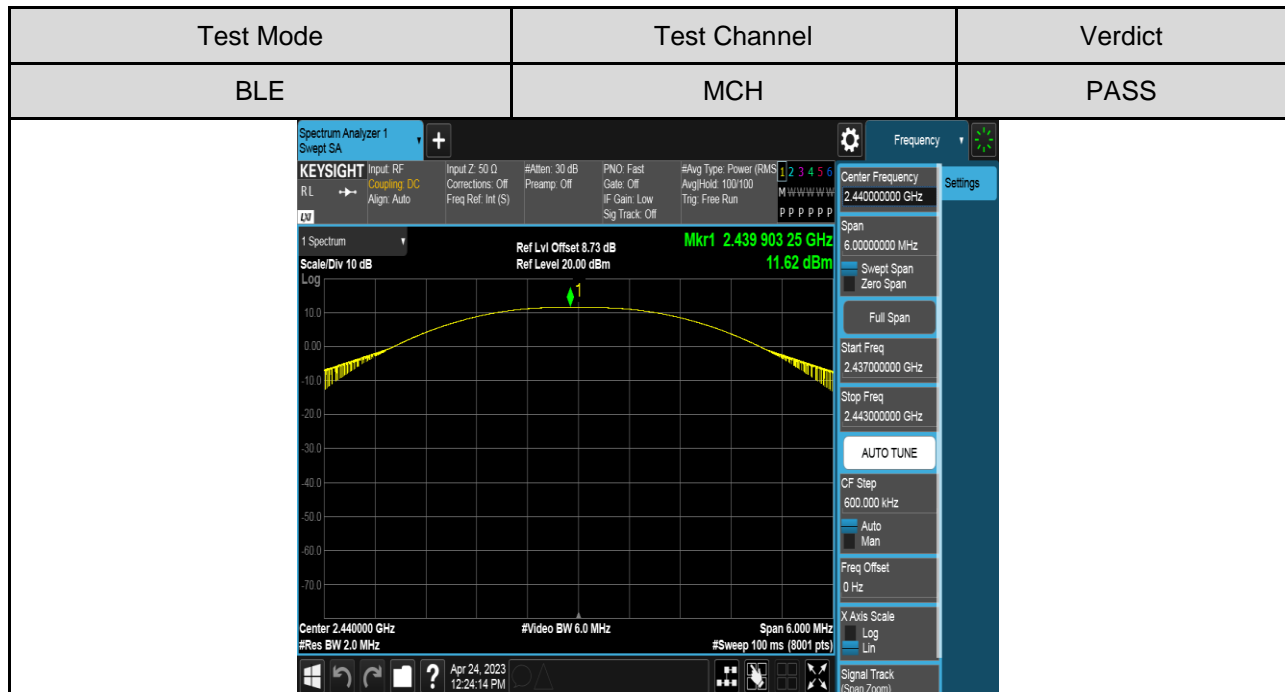 Test Mode Test Channel Verdict
BLE MCH PASS
Spectrum Analyzer 1
Swept SA
+
Frequency
KEYSIGHT Input: RF Input Z: 50 Ω #Atten: 30 dB PNO: Fast #Avg Type: Power (RMS 1 2 3 4 5 6
RL Coupling: DC Corrections: Off Preamp: Off Gate: Off Avg|Hold: 100/100 M W W W W W
Align: Auto Freq Ref: Int (S) IF Gain: Low Trig: Free Run
LXI Sig Track: Off P P P P P P
1 Spectrum Ref Lvl Offset 8.73 dB Mkr1 2.439 903 25 GHz
Scale/Div 10 dB Ref Level 20.00 dBm 11.62 dBm
Log
1
10.0
0.00
-10.0
-20.0
-30.0
-40.0
-50.0
-60.0
-70.0
Center 2.440000 GHz #Video BW 6.0 MHz Span 6.000 MHz
#Res BW 2.0 MHz #Sweep 100 ms (8001 pts)
? Apr 24, 2023
12:24:14 PM
Center Frequency
2.440000000 GHz
Settings
Span
6.00000000 MHz
Swept Span
Zero Span
Full Span
Start Freq
2.437000000 GHz
Stop Freq
2.443000000 GHz
AUTO TUNE
CF Step
600.000 kHz
Auto
Man
Freq Offset
0 Hz
X Axis Scale
Log
Lin
Signal Track
(Span Zoom)